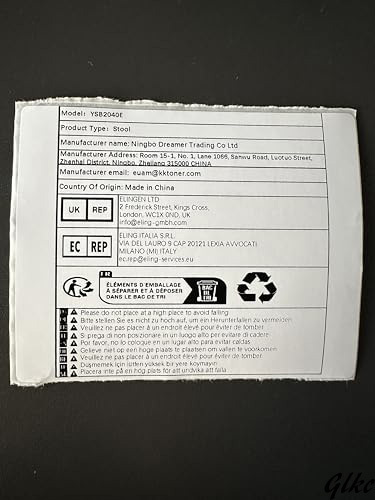 Model: YSB2040E
Product Type: Stool
Manufactoner name: Ningbo Dreamer Trading Co Ltd
Manufactoner Address: Room 15-1, No. 1, Lane 1066, Sanwu Road, Luotuo Street,
Zhenhai District, Ningbo, Zhejiang 315000 CHINA
Manufactoner email: euam@kktoner.com
Country Of Origin: Made in China
UK REP
ELINGEN LTD
2 Frederick Street, Kings Cross,
London, WC1X 0ND, UK
info@eling-gmbh.com
EC REP
ELING ITALIA S.R.L.
VIA DEL LAURO 9 CAP 20121 LEXIA AVVOCATI
MILANO (MI) ITALY
ec.rep@eling-services.eu
ÉLÉMENTS D'EMBALLAGE
À SÉPARER ET À DÉPOSER
DANS LE BAC DE TRI
BAC
DE
TRI
Please do not place at a high place to avoid falling
Bitte stellen Sie es nicht zu hoch auf, um ein Herunterfallen zu vermeiden
Veuillez ne pas placer à un endroit élevé pour éviter de tomber
Si prega di non posizionare in un luogo alto per evitare di cadere
Por favor, no lo coloque en un lugar alto para evitar caídas
Gelieve niet op een hoge plaats te plaatsen om vallen te voorkomen
Veuillez ne pas placer à un endroit élevé pour éviter de tomber
Düşmemek için lütfen yüksek bir yere koymayın
Placera inte på en hög plats för att undvika att falla
Glkc